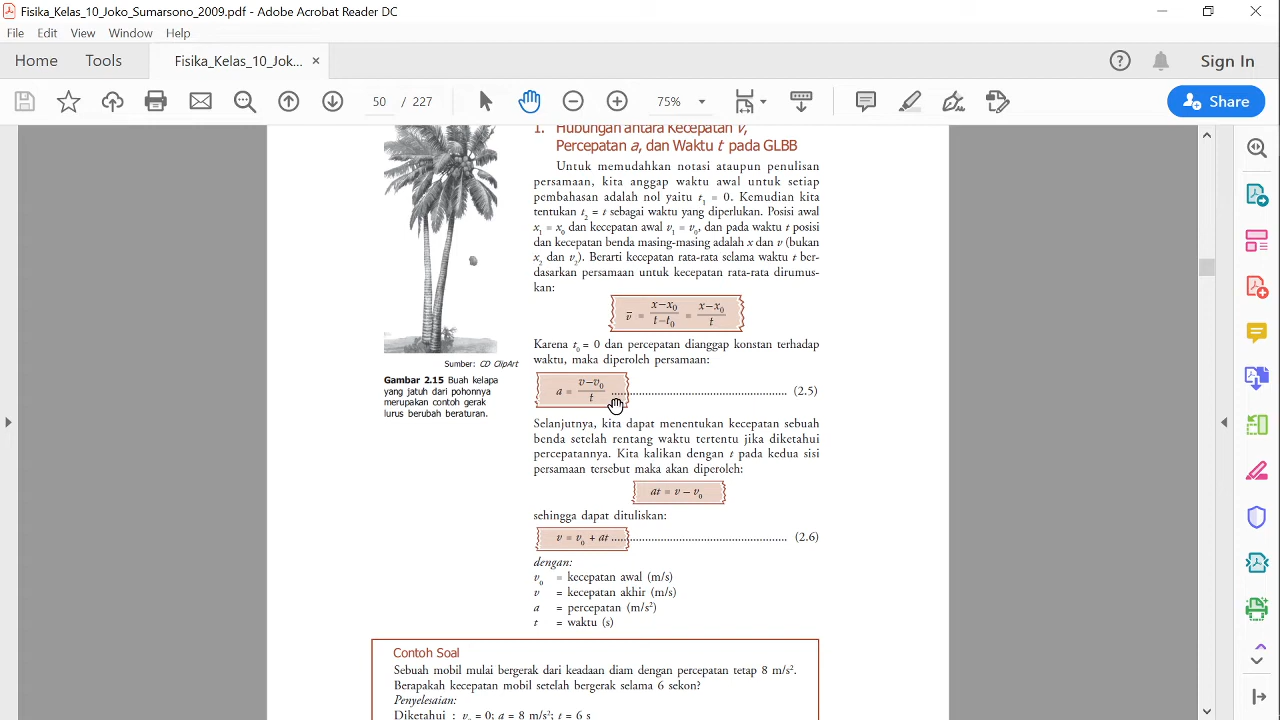 Fisika_Kelas_10_Joko_Sumarsono_2009.pdf - Adobe Acrobat Reader DC
File Edit View Window Help
Home Tools Fisika_Kelas_10_Jok... × Sign In
50 / 227 75% Share
1. Hubungan antara Kecepatan v,
Percepatan a, dan Waktu t pada GLBB
Untuk memudahkan notasi ataupun penulisan
persamaan, kita anggap waktu awal untuk setiap
pembahasan adalah nol yaitu t₁ = 0. Kemudian kita
tentukan t₂ = t sebagai waktu yang diperlukan. Posisi awal
x₁ = x₀ dan kecepatan awal v₁ = v₀, dan pada waktu t posisi
dan kecepatan benda masing-masing adalah x dan v (bukan
x₂ dan v₂). Berarti kecepatan rata-rata selama waktu t ber-
dasarkan persamaan untuk kecepatan rata-rata dirumus-
kan:
v̄ = (x–x₀)/(t–t₀) = (x–x₀)/t
Karena t₀ = 0 dan percepatan dianggap konstan terhadap
waktu, maka diperoleh persamaan:
a = (v–v₀)/t ............................................................ (2.5)
Selanjutnya, kita dapat menentukan kecepatan sebuah
benda setelah rentang waktu tertentu jika diketahui
percepatannya. Kita kalikan dengan t pada kedua sisi
persamaan tersebut maka akan diperoleh:
at = v – v₀
sehingga dapat dituliskan:
v = v₀ + at ............................................................ (2.6)
dengan:
v₀ = kecepatan awal (m/s)
v = kecepatan akhir (m/s)
a = percepatan (m/s²)
t = waktu (s)
Sumber: CD ClipArt
Gambar 2.15 Buah kelapa
yang jatuh dari pohonnya
merupakan contoh gerak
lurus berubah beraturan.
Contoh Soal
Sebuah mobil mulai bergerak dari keadaan diam dengan percepatan tetap 8 m/s².
Berapakah kecepatan mobil setelah bergerak selama 6 sekon?
Penyelesaian:
Diketahui : v₀ = 0; a = 8 m/s²; t = 6 s